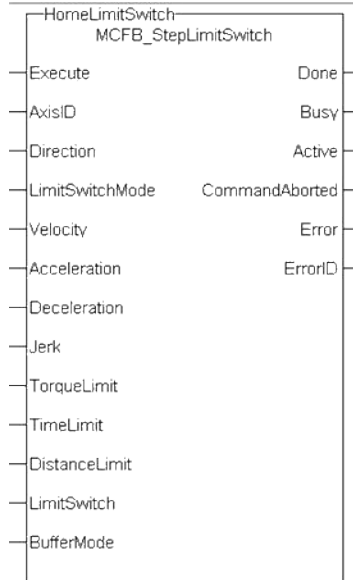 HomeLimitSwitch
MCFB_StepLimitSwitch
Execute Done
AxisID Busy
Direction Active
LimitSwitchMode CommandAborted
Velocity Error
Acceleration ErrorID
Deceleration
Jerk
TorqueLimit
TimeLimit
DistanceLimit
LimitSwitch
BufferMode